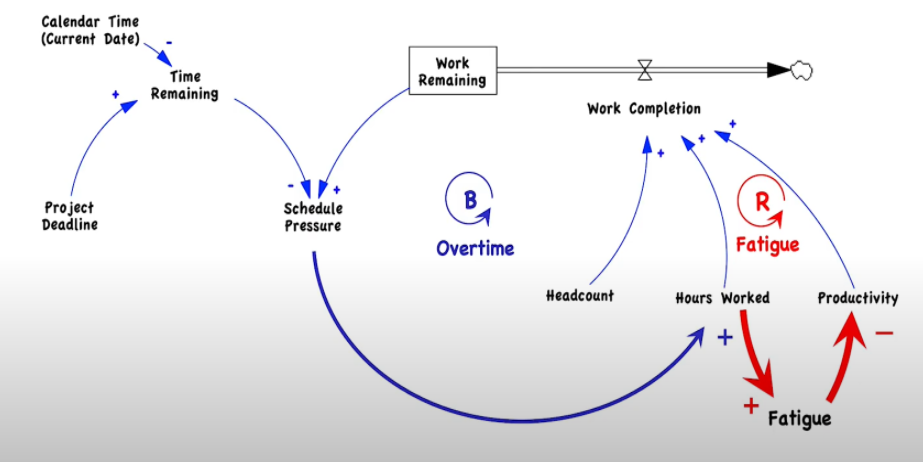 Calendar Time
(Current Date)
-
Time
Remaining
+
Project
Deadline
Work
Remaining
Work Completion
+
+
+
-
+
Schedule
Pressure
B
Overtime
R
Fatigue
Headcount
Hours Worked
Productivity
+
-
+
Fatigue